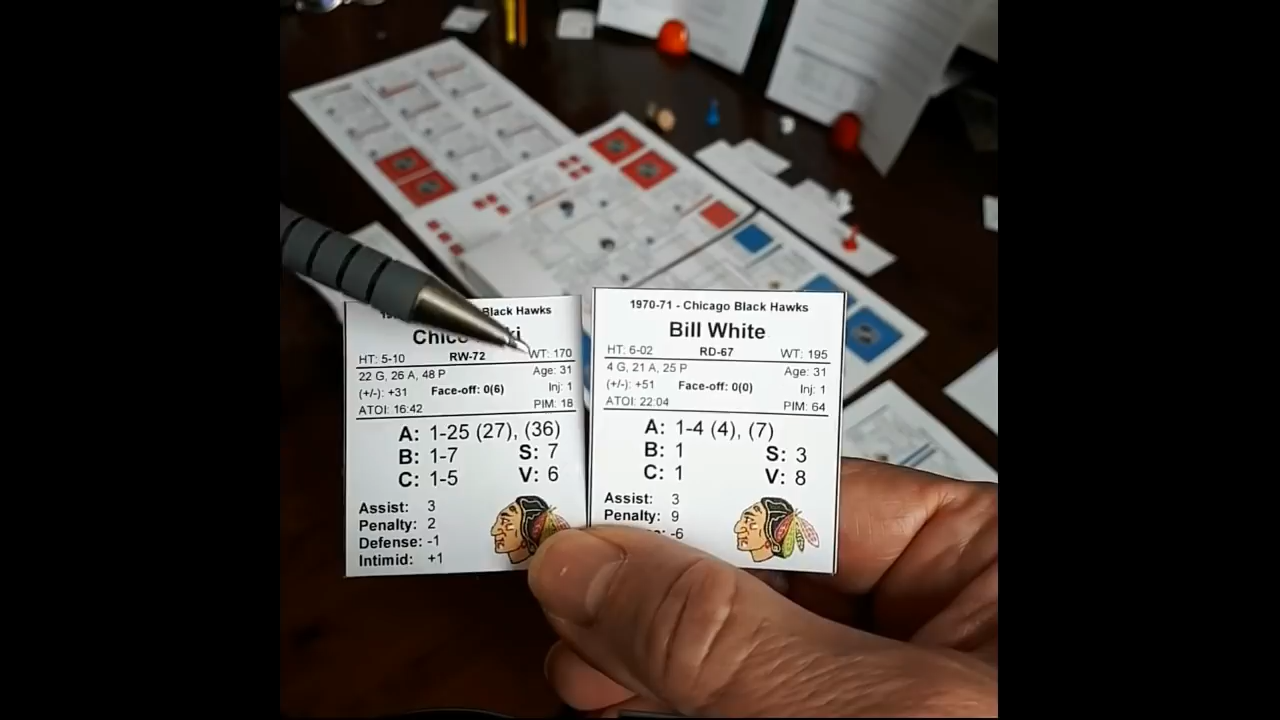 Black Hawks
Chico ki
HT: 5-10 RW-72 WT: 170
22 G, 26 A, 48 P Age: 31
(+/-): +31 Face-off: 0(6) Inj: 1
ATOI: 16:42 PIM: 18
A: 1-25 (27), (36)
B: 1-7 S: 7
C: 1-5 V: 6
Assist: 3
Penalty: 2
Defense: -1
Intimid: +1
1970-71 - Chicago Black Hawks
Bill White
HT: 6-02 RD-67 WT: 195
4 G, 21 A, 25 P Age: 31
(+/-): +51 Face-off: 0(0) Inj: 1
ATOI: 22:04 PIM: 64
A: 1-4 (4), (7)
B: 1 S: 3
C: 1 V: 8
Assist: 3
Penalty: 9
-6